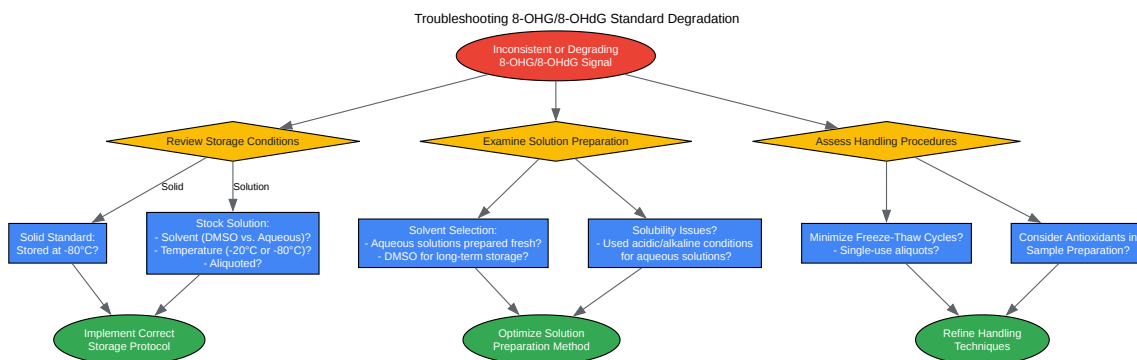 Troubleshooting 8-OHG/8-OHdG Standard Degradation
Inconsistent or Degrading
8-OHG/8-OHdG Signal
Review Storage Conditions
Examine Solution Preparation
Assess Handling Procedures
Solid
Solution
Solid Standard:
Stored at -80°C?
Stock Solution:
- Solvent (DMSO vs. Aqueous)?
- Temperature (-20°C or -80°C)?
- Aliquoted?
Solvent Selection:
- Aqueous solutions prepared fresh?
- DMSO for long-term storage?
Solubility Issues?
- Used acidic/alkaline conditions
for aqueous solutions?
Minimize Freeze-Thaw Cycles?
- Single-use aliquots?
Consider Antioxidants in
Sample Preparation?
Implement Correct
Storage Protocol
Optimize Solution
Preparation Method
Refine Handling
Techniques